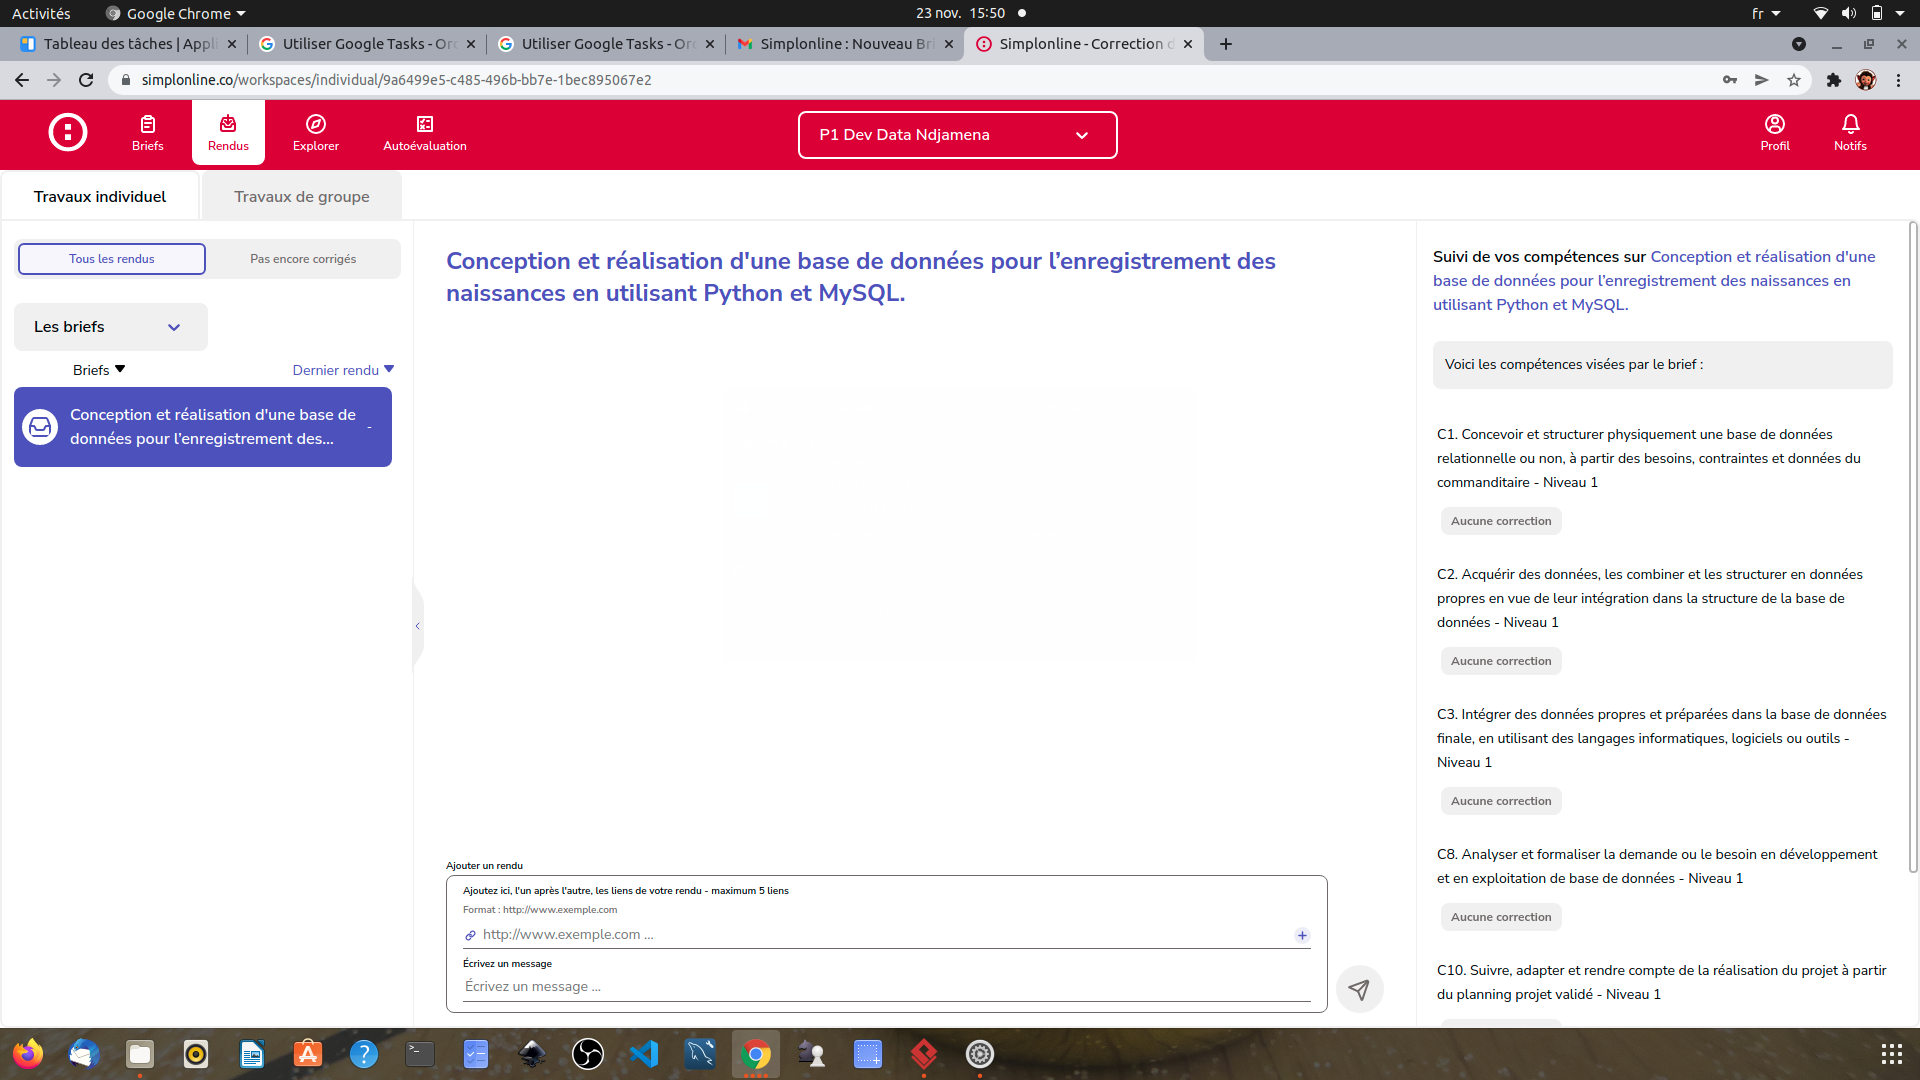 Activités
Google Chrome
23 nov. 15:50
fr
Tableau des tâches | Appli
Utiliser Google Tasks - Ord
Utiliser Google Tasks - Ord
Simplonline : Nouveau Bri
Simplonline - Correction d
simplonline.co/workspaces/individual/9a6499e5-c485-496b-bb7e-1bec895067e2
Briefs
Rendus
Explorer
Autoévaluation
P1 Dev Data Ndjamena
Profil
Notifs
Travaux individuel
Travaux de groupe
Tous les rendus
Pas encore corrigés
Les briefs
Briefs
Dernier rendu
Conception et réalisation d'une base de
données pour l’enregistrement des...
-
Conception et réalisation d'une base de données pour l’enregistrement des
naissances en utilisant Python et MySQL.
Ajouter un rendu
Ajoutez ici, l'un après l'autre, les liens de votre rendu - maximum 5 liens
Format : http://www.exemple.com
http://www.exemple.com ...
Écrivez un message
Écrivez un message ...
Suivi de vos compétences sur Conception et réalisation d'une
base de données pour l’enregistrement des naissances en
utilisant Python et MySQL.
Voici les compétences visées par le brief :
C1. Concevoir et structurer physiquement une base de données
relationnelle ou non, à partir des besoins, contraintes et données du
commanditaire - Niveau 1
Aucune correction
C2. Acquérir des données, les combiner et les structurer en données
propres en vue de leur intégration dans la structure de la base de
données - Niveau 1
Aucune correction
C3. Intégrer des données propres et préparées dans la base de données
finale, en utilisant des langages informatiques, logiciels ou outils -
Niveau 1
Aucune correction
C8. Analyser et formaliser la demande ou le besoin en développement
et en exploitation de base de données - Niveau 1
Aucune correction
C10. Suivre, adapter et rendre compte de la réalisation du projet à partir
du planning projet validé - Niveau 1